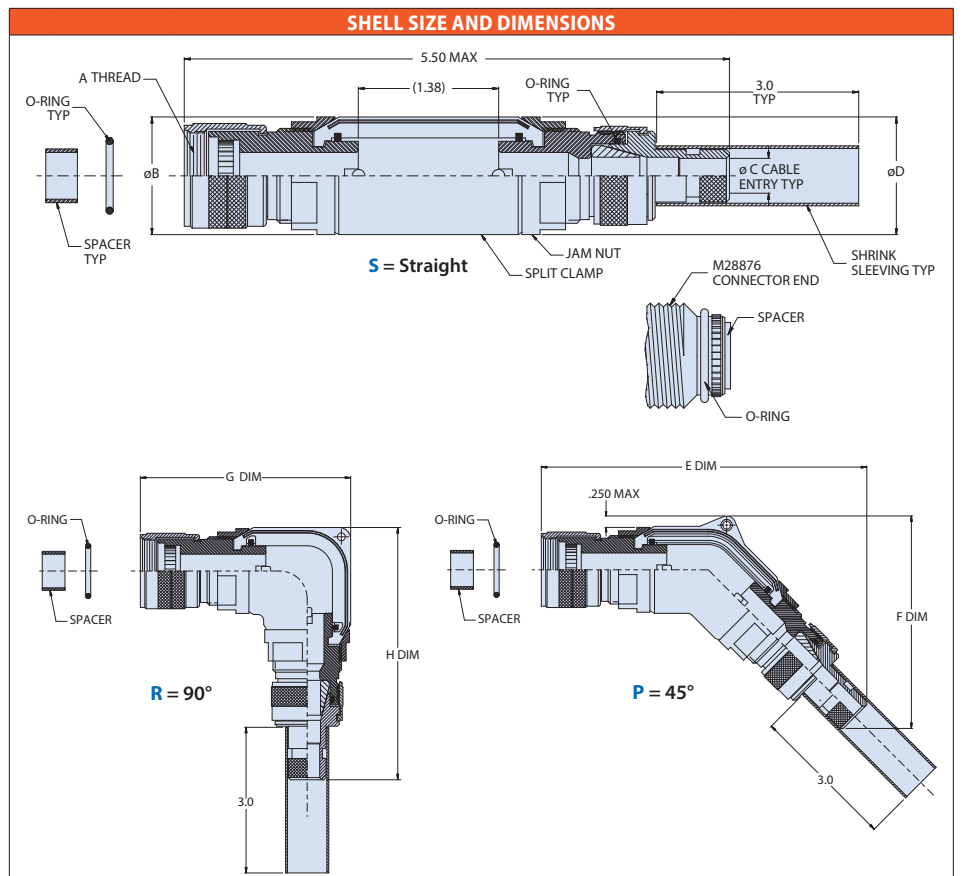 SHELL SIZE AND DIMENSIONS
5.50 MAX
A THREAD
(1.38)
O-RING
TYP
3.0
TYP
O-RING
TYP
øB
ø C CABLE
ENTRY TYP
øD
SPACER
TYP
JAM NUT
SPLIT CLAMP
SHRINK
SLEEVING TYP
S = Straight
M28876
CONNECTOR END
SPACER
O-RING
G DIM
O-RING
SPACER
H DIM
R = 90°
3.0
E DIM
.250 MAX
O-RING
SPACER
F DIM
P = 45°
3.0